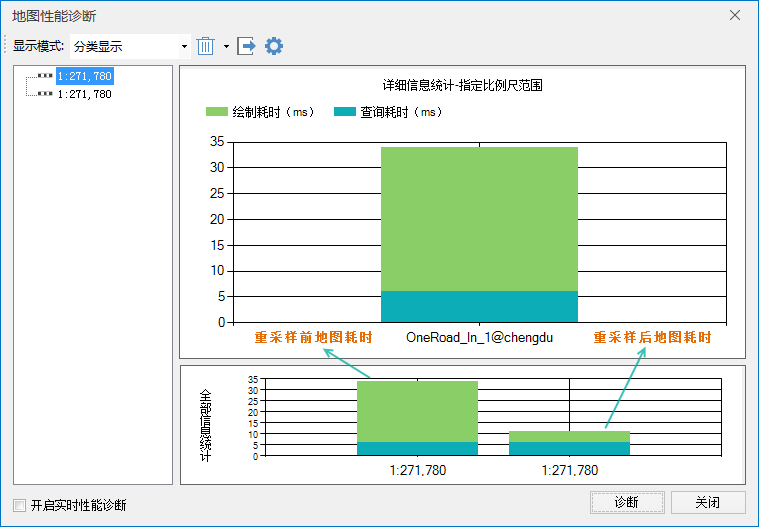 地图性能诊断
显示模式: 分类显示
1:271,780
1:271,780
详细信息统计-指定比例尺范围
绘制耗时（ms） 查询耗时（ms）
35
30
25
20
15
10
5
0
重采样前地图耗时 OneRoad_ln_1@chengdu 重采样后地图耗时
全部信息统计
35
30
25
20
15
10
5
0
1:271,780 1:271,780
开启实时性能诊断
诊断 关闭